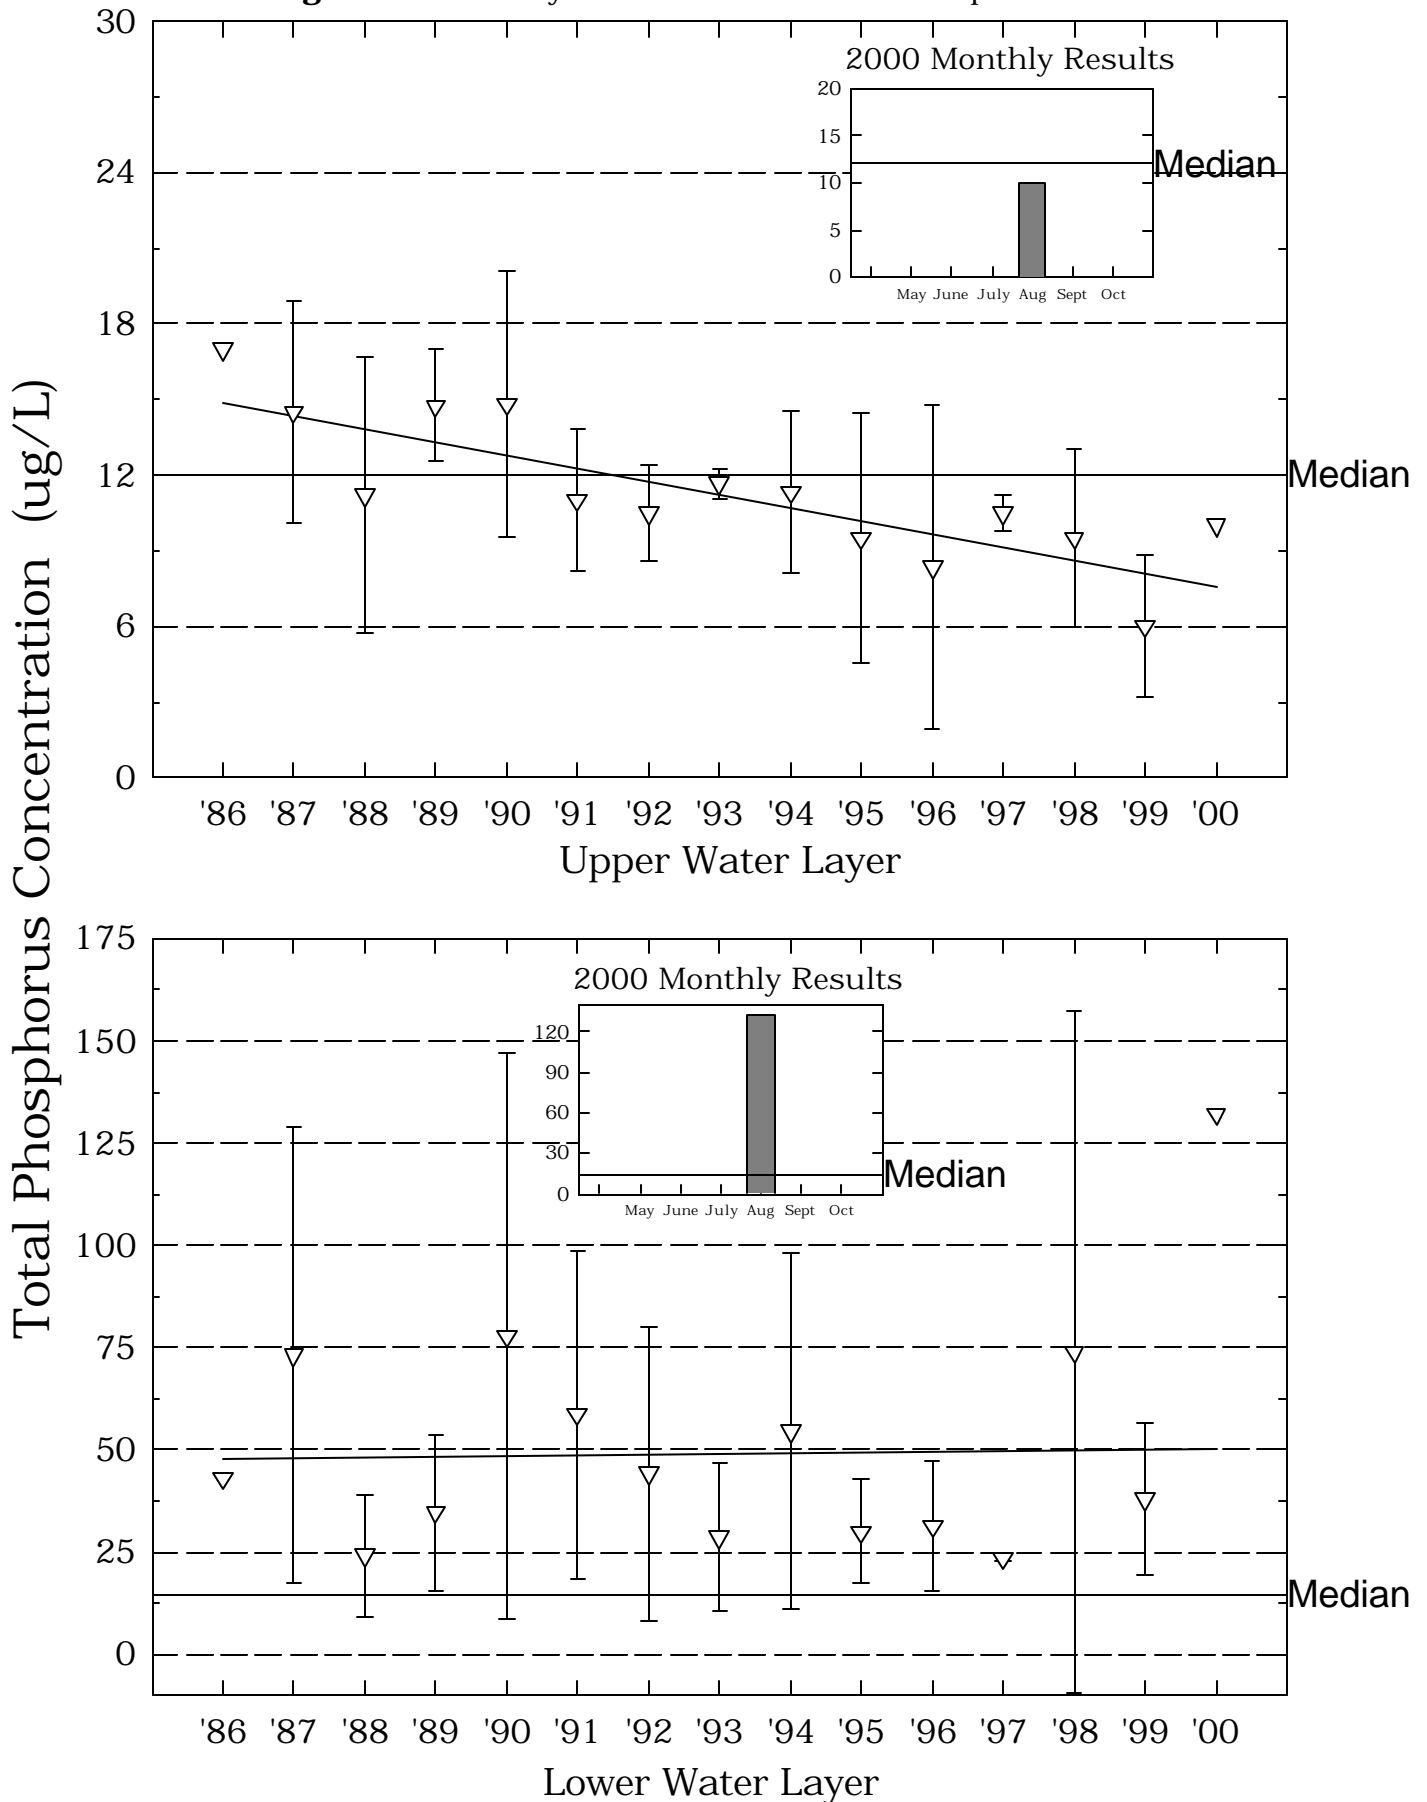 Total Phosphorus Concentration (ug/L)
30
24
18
12
6
0
2000 Monthly Results
20
15
10
5
0
Median
May June July Aug Sept Oct
Median
'86 '87 '88 '89 '90 '91 '92 '93 '94 '95 '96 '97 '98 '99 '00
Upper Water Layer
175
150
125
100
75
50
25
0
2000 Monthly Results
120
90
60
30
0
Median
May June July Aug Sept Oct
Median
'86 '87 '88 '89 '90 '91 '92 '93 '94 '95 '96 '97 '98 '99 '00
Lower Water Layer